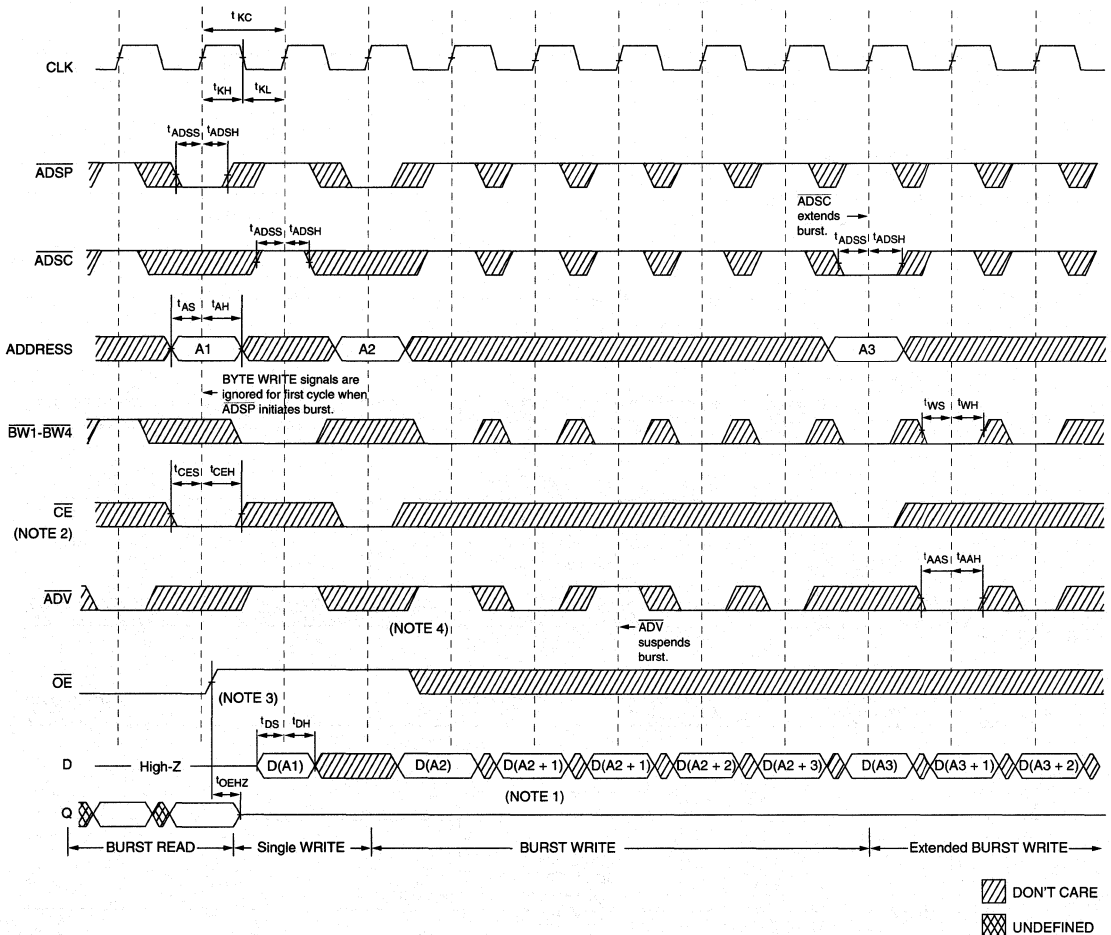 t KC
CLK
tKH
tKL
tADSS
tADSH
ADSP
ADSC
extends
burst.
tADSS
tADSH
tADSS
tADSH
ADSC
tAS
tAH
ADDRESS
A1
A2
A3
BYTE WRITE signals are
ignored for first cycle when
ADSP initiates burst.
tWS
tWH
BW1-BW4
tCES
tCEH
CE
(NOTE 2)
tAAS
tAAH
ADV
(NOTE 4)
ADV
suspends
burst.
OE
(NOTE 3)
tDS
tDH
D
High-Z
D(A1)
D(A2)
D(A2 + 1)
D(A2 + 1)
D(A2 + 2)
D(A2 + 3)
D(A3)
D(A3 + 1)
D(A3 + 2)
tOEHZ
(NOTE 1)
Q
BURST READ
Single WRITE
BURST WRITE
Extended BURST WRITE
DON'T CARE
UNDEFINED